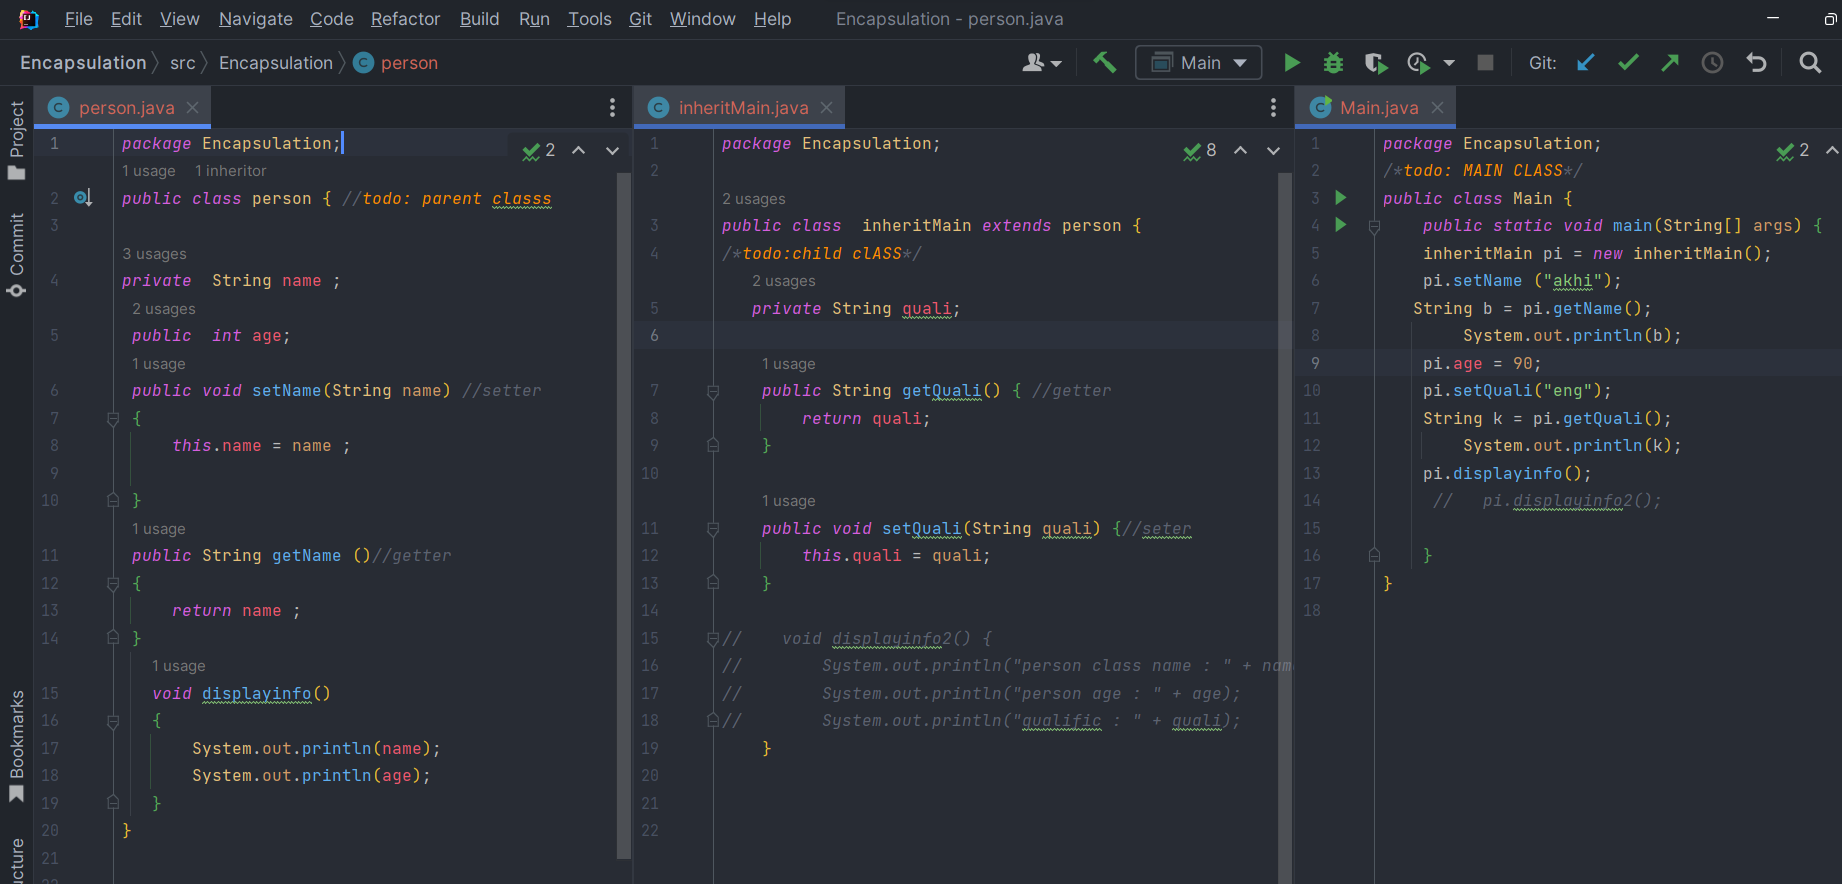 File Edit View Navigate Code Refactor Build Run Tools Git Window Help Encapsulation - person.java
Encapsulation src Encapsulation person Main Git:
Project
Commit
Bookmarks
ucture
person.java
1 package Encapsulation; 2
1 usage 1 inheritor
2 public class person { //todo: parent classs
3
3 usages
4 private String name ;
2 usages
5 public int age;
1 usage
6 public void setName(String name) //setter
7 {
8 this.name = name ;
9
10 }
1 usage
11 public String getName ()//getter
12 {
13 return name ;
14 }
1 usage
15 void displayinfo()
16 {
17 System.out.println(name);
18 System.out.println(age);
19 }
20 }
21
22
inheritMain.java
1 package Encapsulation; 8
2
2 usages
3 public class inheritMain extends person {
4 /*todo:child clASS*/
2 usages
5 private String quali;
6
1 usage
7 public String getQuali() { //getter
8 return quali;
9 }
10
1 usage
11 public void setQuali(String quali) {//seter
12 this.quali = quali;
13 }
14
15 // void displayinfo2() {
16 // System.out.println("person class name : " + nam
17 // System.out.println("person age : " + age);
18 // System.out.println("qualific : " + quali);
19 }
20
21
22
Main.java
1 package Encapsulation; 2
2 /*todo: MAIN CLASS*/
3 public class Main {
4 public static void main(String[] args) {
5 inheritMain pi = new inheritMain();
6 pi.setName ("akhi");
7 String b = pi.getName();
8 System.out.println(b);
9 pi.age = 90;
10 pi.setQuali("eng");
11 String k = pi.getQuali();
12 System.out.println(k);
13 pi.displayinfo();
14 // pi.displayinfo2();
15
16 }
17 }
18